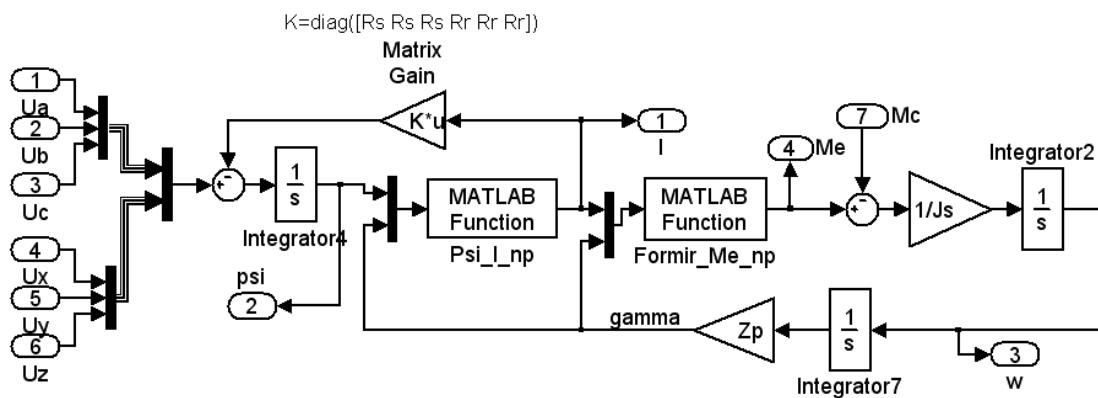 K=diag([Rs Rs Rs Rr Rr Rr])
Matrix
Gain
K*u
1
Ua
2
Ub
3
Uc
4
Ux
5
Uy
6
Uz
+
-
1
s
Integrator4
psi
2
MATLAB
Function
Psi_I_np
1
I
MATLAB
Function
Formir_Me_np
4
Me
7
Mc
+
-
1/Js
Integrator2
1
s
gamma
Zp
1
s
Integrator7
3
w